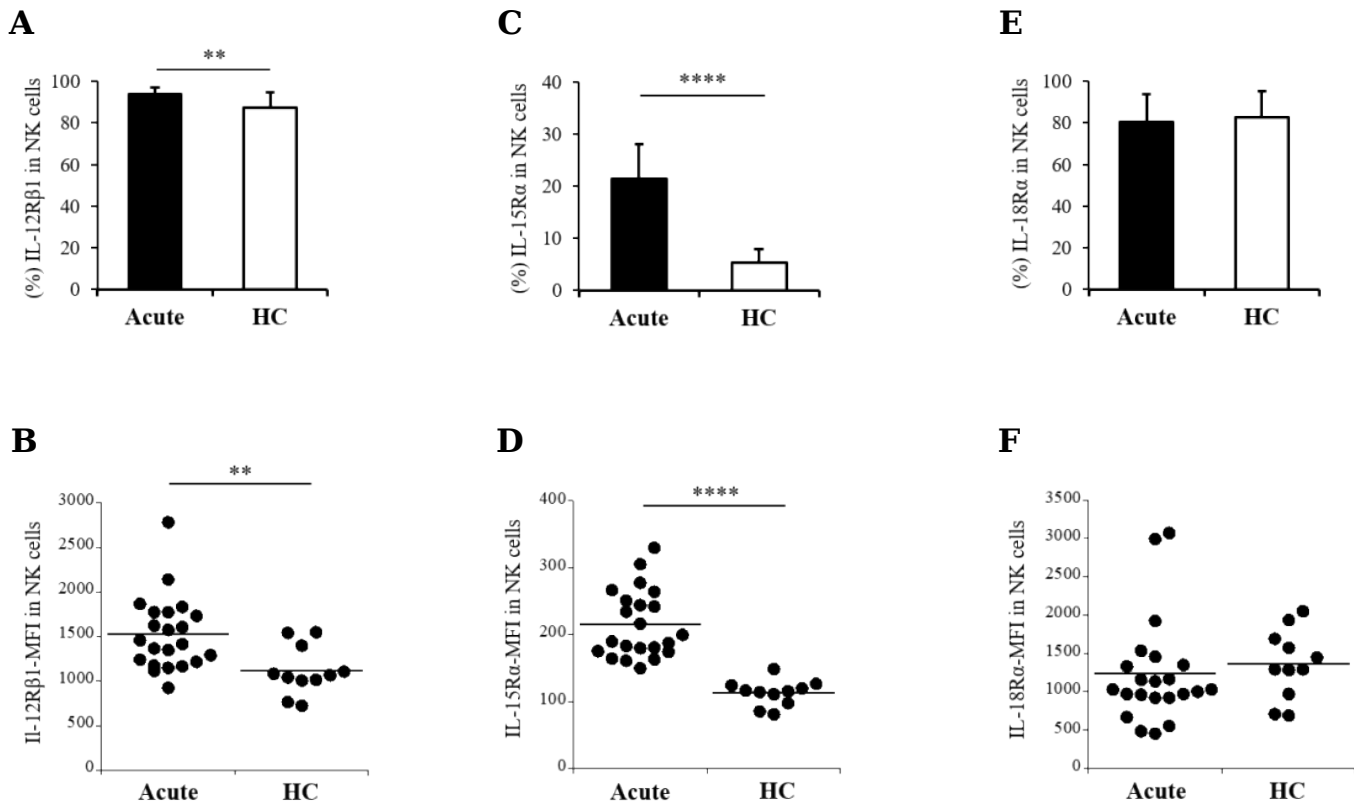 A
**
(%) IL-12Rβ1 in NK cells
100
80
60
40
20
0
Acute HC
C
****
(%) IL-15Rα in NK cells
40
30
20
10
0
Acute HC
E
(%) IL-18Rα in NK cells
100
80
60
40
20
0
Acute HC
B
**
Il-12Rβ1-MFI in NK cells
3000
2500
2000
1500
1000
500
0
Acute HC
D
****
IL-15Rα-MFI in NK cells
400
300
200
100
0
Acute HC
F
IL-18Rα-MFI in NK cells
3500
3000
2500
2000
1500
1000
500
0
Acute HC